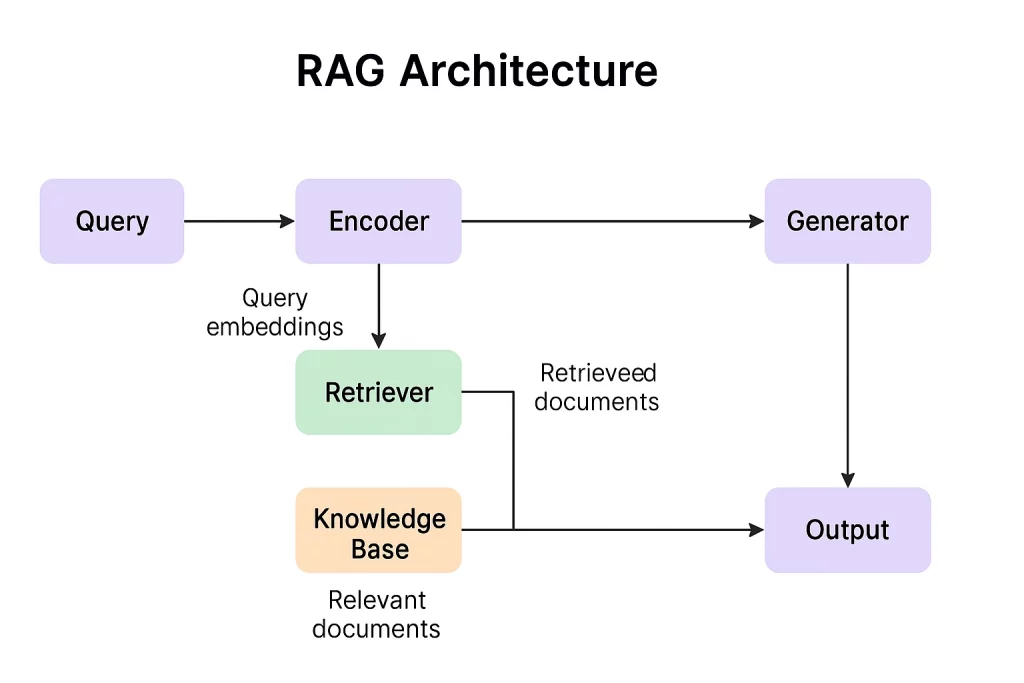 RAG Architecture
Query
Encoder
Generator
Query
embeddings
Retriever
Retrieveed
documents
Knowledge
Base
Output
Relevant
documents